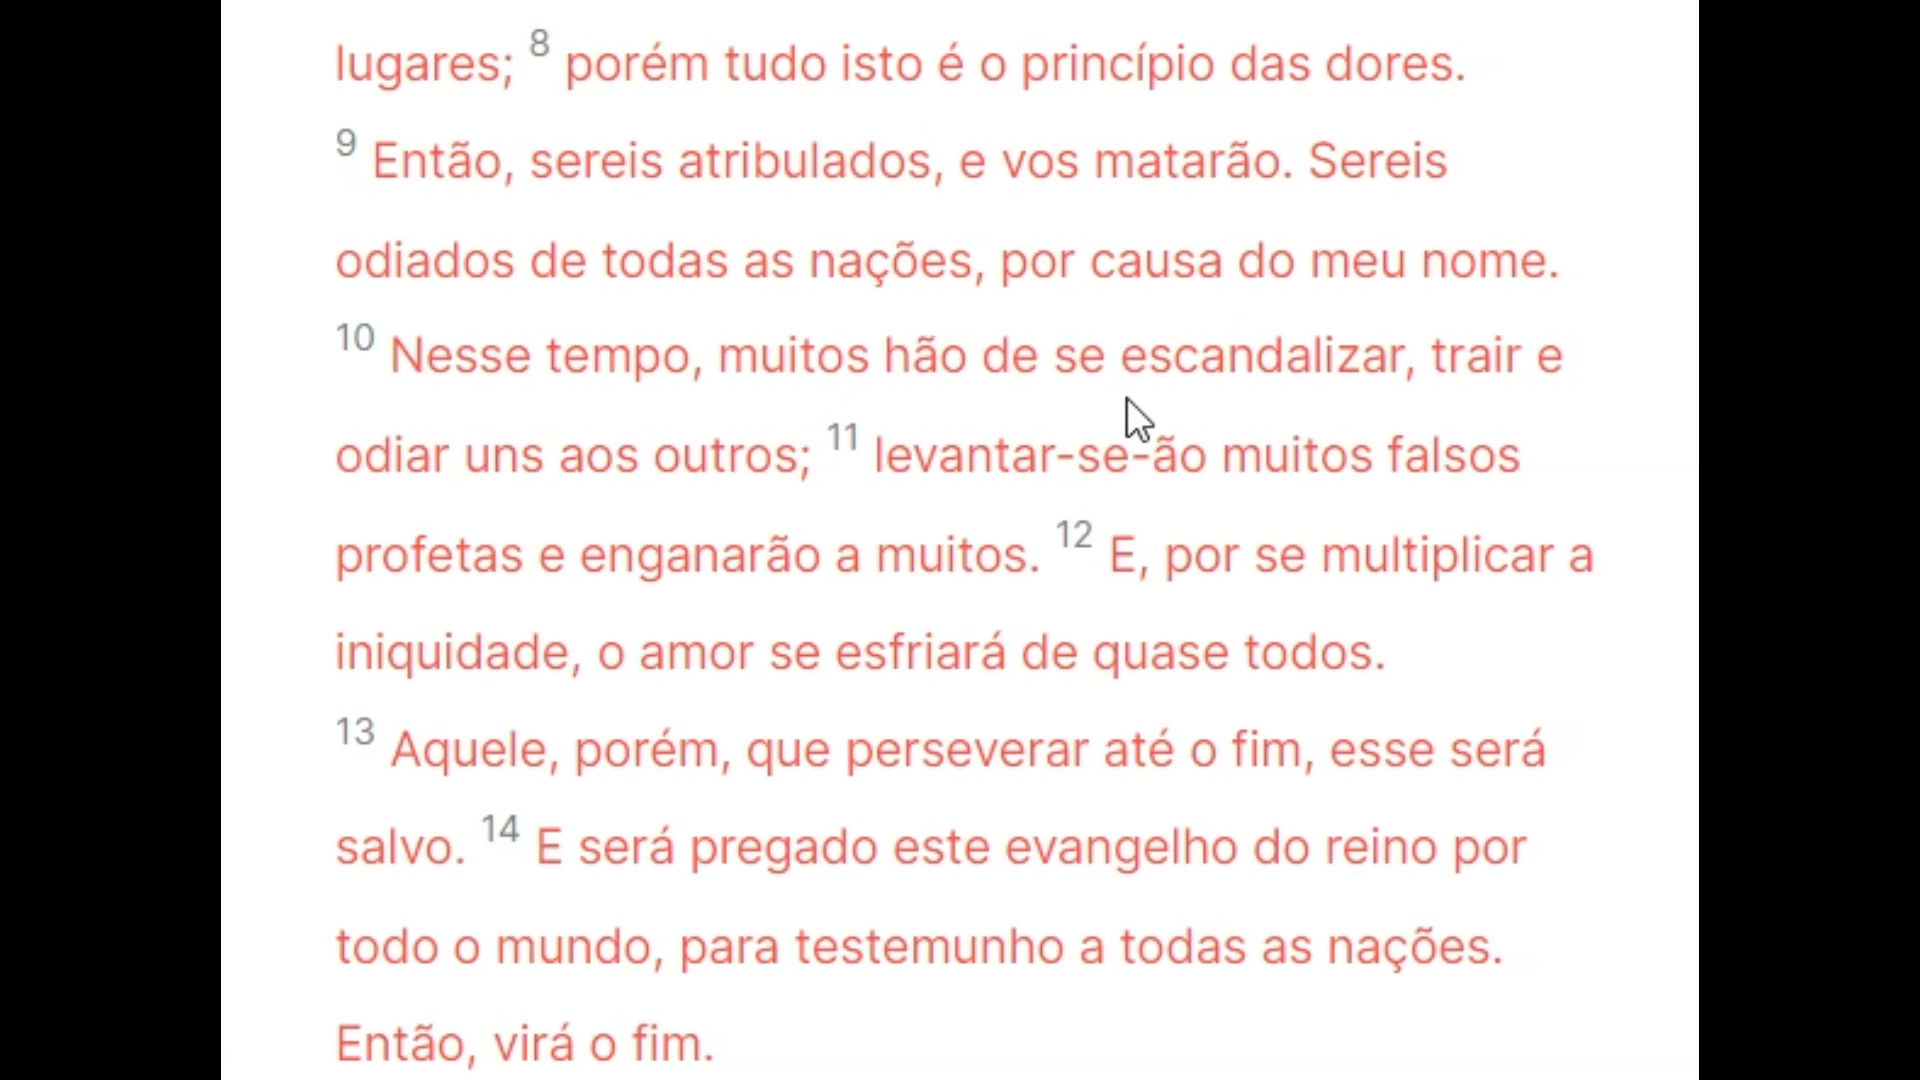 lugares; 8 porém tudo isto é o princípio das dores.
9 Então, sereis atribulados, e vos matarão. Sereis
odiados de todas as nações, por causa do meu nome.
10 Nesse tempo, muitos hão de se escandalizar, trair e
odiar uns aos outros; 11 levantar-se-ão muitos falsos
profetas e enganarão a muitos. 12 E, por se multiplicar a
iniquidade, o amor se esfriará de quase todos.
13 Aquele, porém, que perseverar até o fim, esse será
salvo. 14 E será pregado este evangelho do reino por
todo o mundo, para testemunho a todas as nações.
Então, virá o fim.